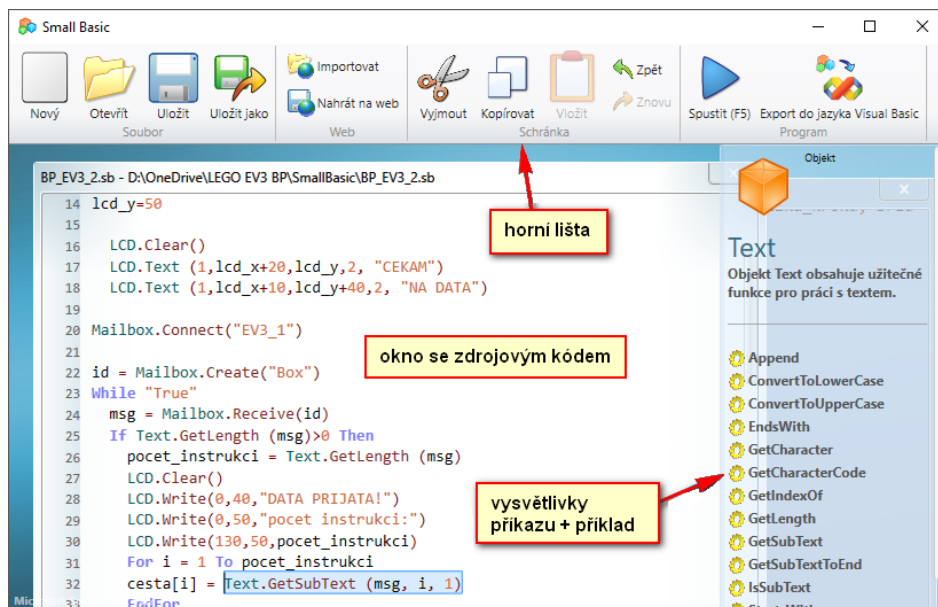 Small Basic
Nový
Otevřít
Uložit
Uložit jako
Soubor
Importovat
Nahrát na web
Web
Vyjmout
Kopírovat
Vložit
Zpět
Znovu
Schránka
Spustit (F5)
Export do jazyka Visual Basic
Program
BP_EV3_2.sb - D:\OneDrive\LEGO EV3 BP\SmallBasic\BP_EV3_2.sb
14 lcd_y=50
15
16 LCD.Clear()
17 LCD.Text (1,lcd_x+20,lcd_y,2, "CEKAM")
18 LCD.Text (1,lcd_x+10,lcd_y+40,2, "NA DATA")
19
20 Mailbox.Connect("EV3_1")
21
22 id = Mailbox.Create("Box")
23 While "True"
24 msg = Mailbox.Receive(id)
25 If Text.GetLength (msg)>0 Then
26 pocet_instrukci = Text.GetLength (msg)
27 LCD.Clear()
28 LCD.Write(0,40,"DATA PRIJATA!")
29 LCD.Write(0,50,"pocet instrukci:")
30 LCD.Write(130,50,pocet_instrukci)
31 For i = 1 To pocet_instrukci
32 cesta[i] = Text.GetSubText (msg, i, 1)
33 EndFor
horní lišta
okno se zdrojovým kódem
vysvětlivky
příkazu + příklad
Objekt
Text
Objekt Text obsahuje užitečné
funkce pro práci s textem.
Append
ConvertToLowerCase
ConvertToUpperCase
EndsWith
GetCharacter
GetCharacterCode
GetIndexOf
GetLength
GetSubText
GetSubTextToEnd
IsSubText